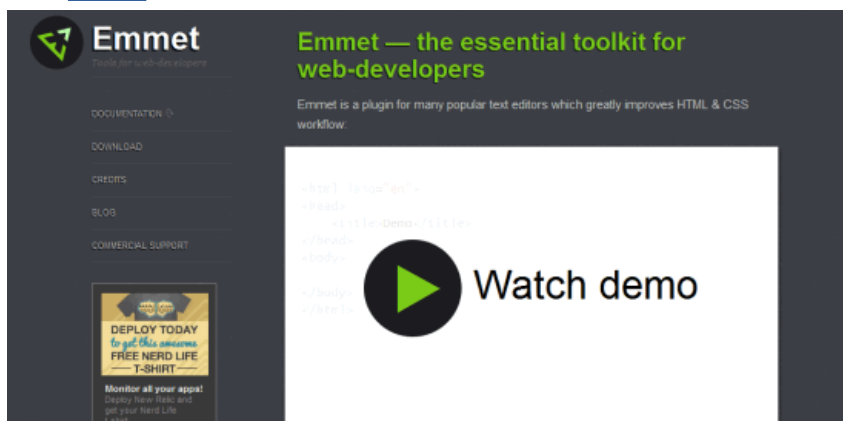 Emmet
Tools for web-developers
DOCUMENTATION
DOWNLOAD
CREDITS
BLOG
COMMERCIAL SUPPORT
DEPLOY TODAY
to get this awesome
FREE NERD LIFE
T-SHIRT
Monitor all your apps!
Deploy New Relic and
get your Nerd Life
Emmet — the essential toolkit for
web-developers
Emmet is a plugin for many popular text editors which greatly improves HTML & CSS
workflow:
<html lang="en">
<head>
<title>Demo</title>
</head>
<body>
Watch demo
</body>
</html>